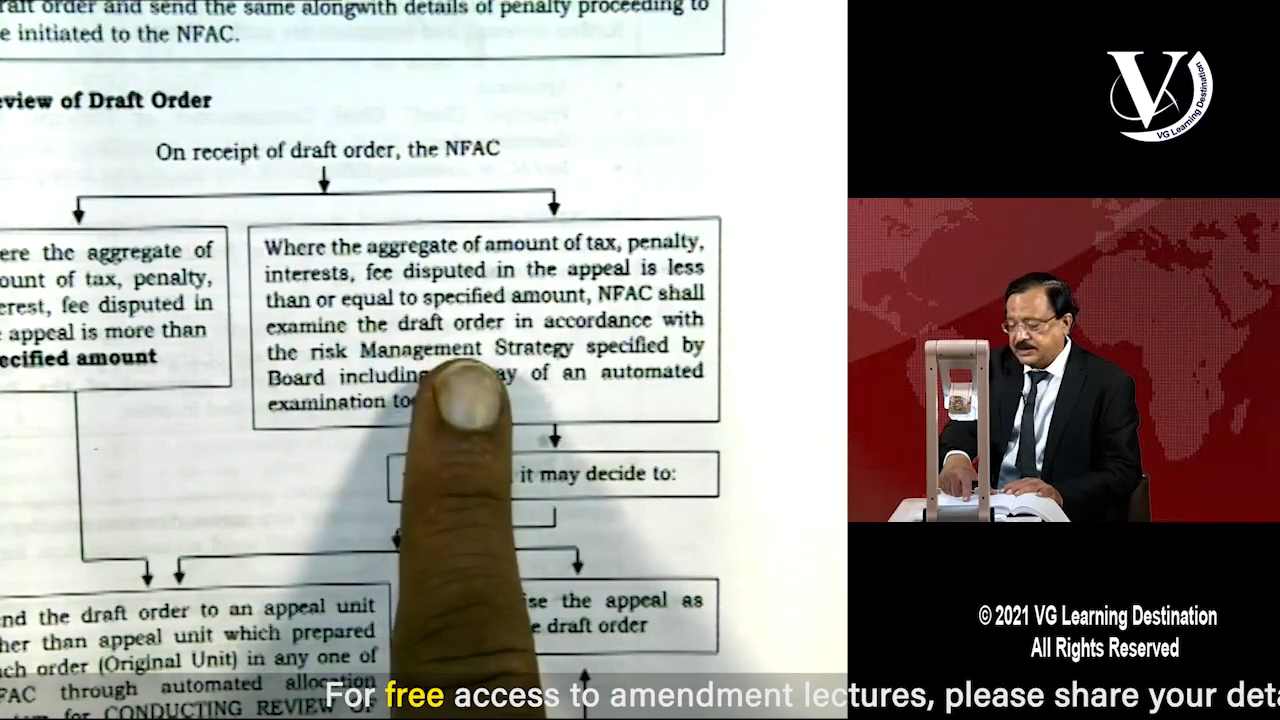 raft order and send the same alongwith details of penalty proceeding to
e initiated to the NFAC.
eview of Draft Order
On receipt of draft order, the NFAC
ere the aggregate of
ount of tax, penalty,
erest, fee disputed in
appeal is more than
ecified amount
Where the aggregate of amount of tax, penalty,
interests, fee disputed in the appeal is less
than or equal to specified amount, NFAC shall
examine the draft order in accordance with
the risk Management Strategy specified by
Board including ay of an automated
examination to
it may decide to:
nd the draft order to an appeal unit
her than appeal unit which prepared
ch order (Original Unit) in any one of
FAC through automated allocation
for CONDUCTING REVIEW OF
ise the appeal as
e draft order
V
VG Learning Destination
© 2021 VG Learning Destination
All Rights Reserved
For free access to amendment lectures, please share your det